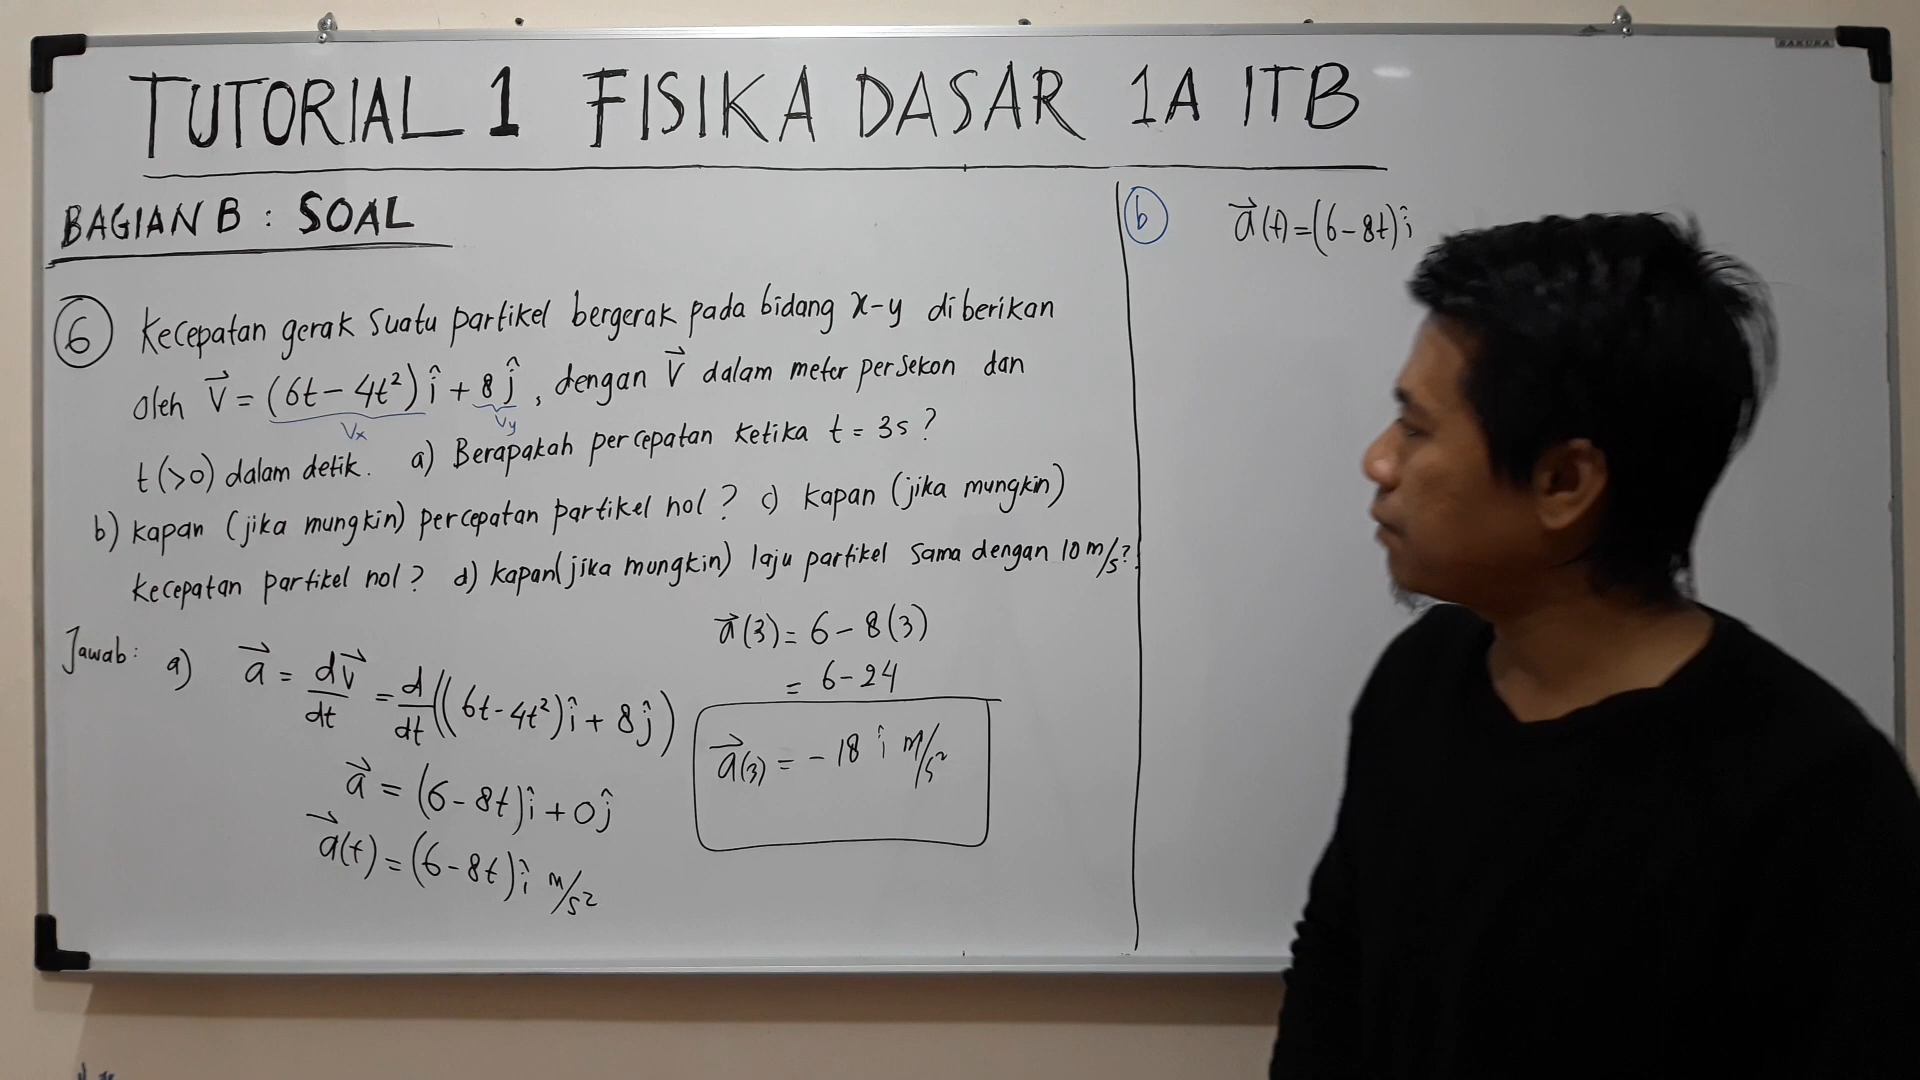 SAKURA
TUTORIAL 1 FISIKA DASAR 1A ITB
BAGIAN B : SOAL
6 Kecepatan gerak suatu partikel bergerak pada bidang x-y diberikan
oleh v⃗ = (6t - 4t²) î + 8 ĵ, dengan v⃗ dalam meter persekon dan
Vx Vy
t (>0) dalam detik. a) Berapakah percepatan ketika t = 3s ?
b) kapan (jika mungkin) percepatan partikel nol ? c) kapan (jika mungkin)
kecepatan partikel nol ? d) kapan (jika mungkin) laju partikel sama dengan 10 m/s?
Jawab: a) a⃗ = dv⃗/dt = d/dt((6t-4t²)î + 8ĵ)
a⃗ = (6-8t)î + 0ĵ
a⃗(t) = (6-8t)î m/s²
a⃗(3) = 6 - 8(3)
= 6-24
a⃗(3) = -18 î m/s²
b a⃗(t)=(6-8t)î